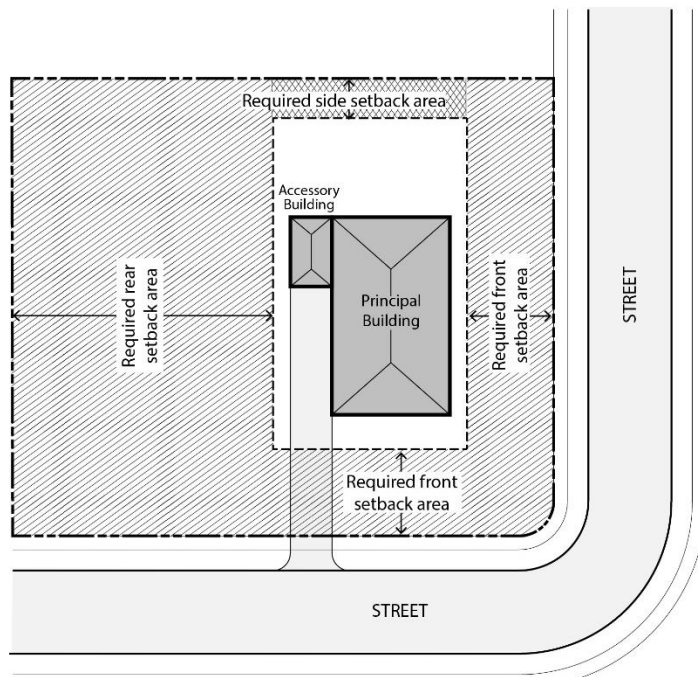 Required side setback area
Accessory
Building
Required rear
setback area
Principal
Building
Required front
setback area
STREET
Required front
setback area
STREET